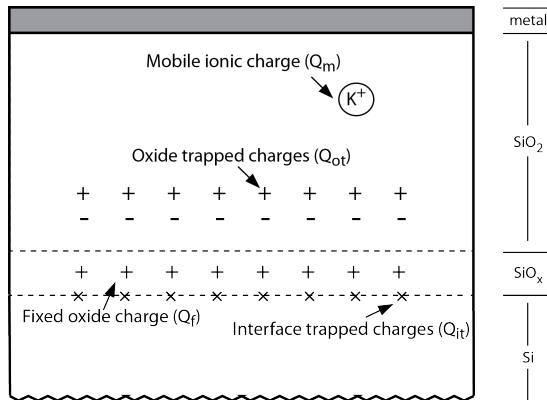 metal
Mobile ionic charge (Qm)
K+
SiO2
Oxide trapped charges (Qot)
+ + + + + + + +
- - - - - - - -
+ + + + + + + +
SiOx
× × × × × × × ×
Fixed oxide charge (Qf)
Interface trapped charges (Qit)
Si